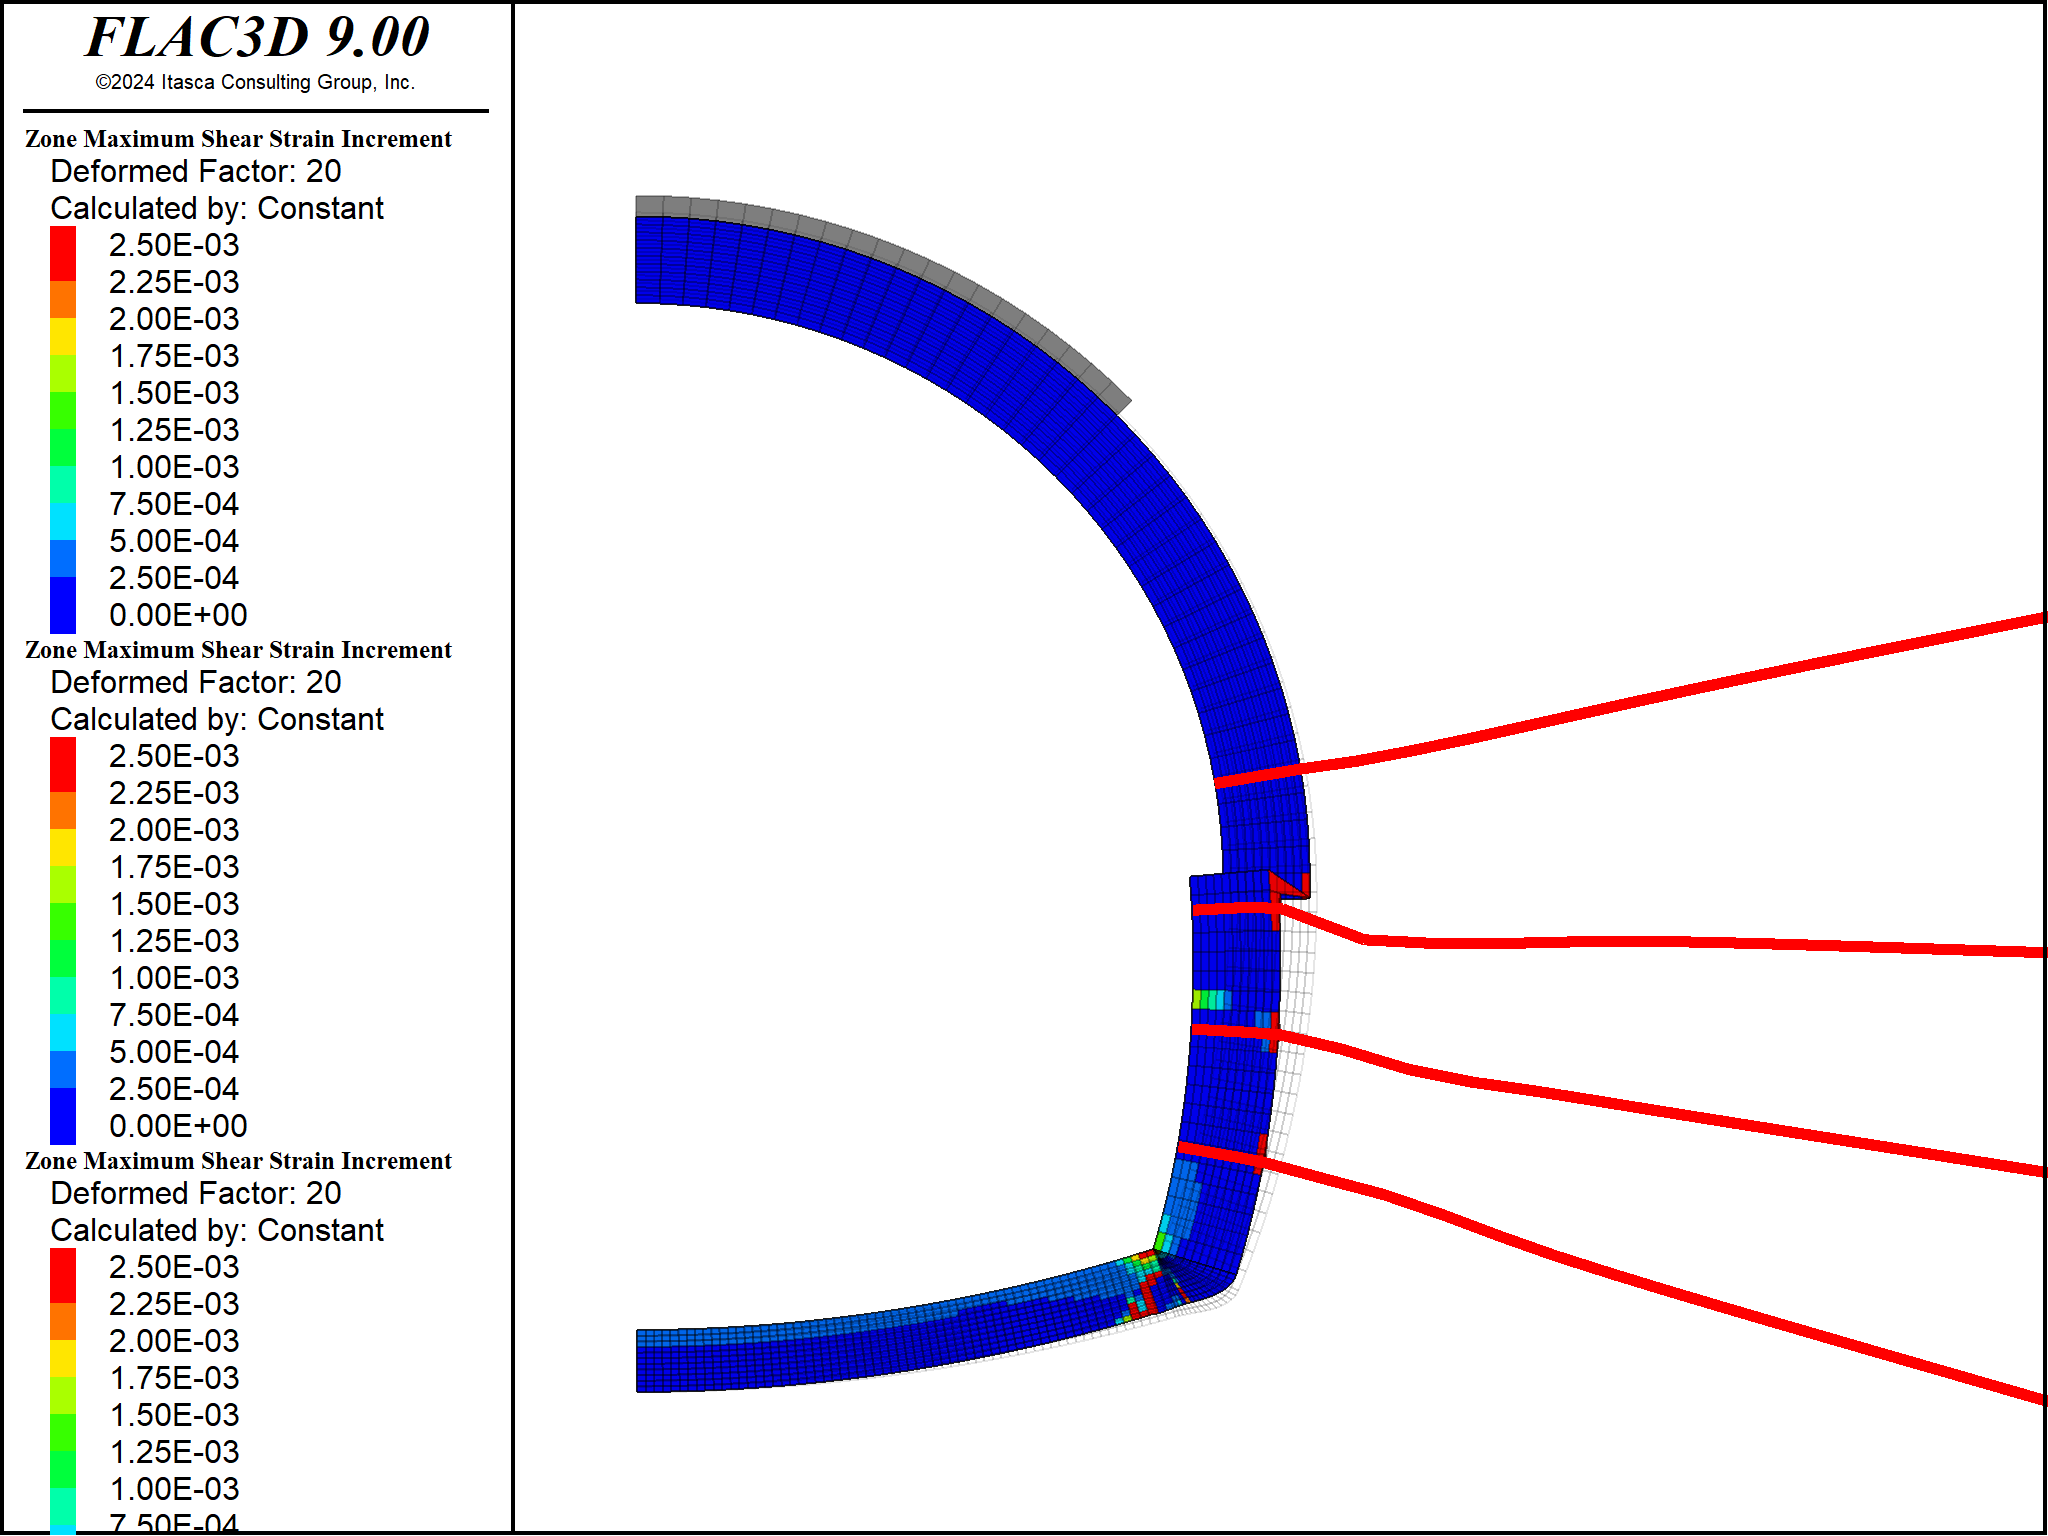 FLAC3D 9.00
©2024 Itasca Consulting Group, Inc.
Zone Maximum Shear Strain Increment
Deformed Factor: 20
Calculated by: Constant
2.50E-03
2.25E-03
2.00E-03
1.75E-03
1.50E-03
1.25E-03
1.00E-03
7.50E-04
5.00E-04
2.50E-04
0.00E+00
Zone Maximum Shear Strain Increment
Deformed Factor: 20
Calculated by: Constant
2.50E-03
2.25E-03
2.00E-03
1.75E-03
1.50E-03
1.25E-03
1.00E-03
7.50E-04
5.00E-04
2.50E-04
0.00E+00
Zone Maximum Shear Strain Increment
Deformed Factor: 20
Calculated by: Constant
2.50E-03
2.25E-03
2.00E-03
1.75E-03
1.50E-03
1.25E-03
1.00E-03
7.50E-04